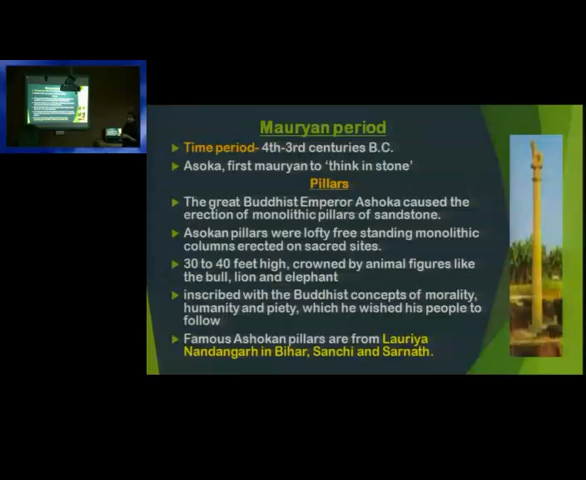 Mauryan period
Time period- 4th-3rd centuries B.C.
Asoka, first mauryan to 'think in stone'
Pillars
The great Buddhist Emperor Ashoka caused the
erection of monolithic pillars of sandstone.
Asokan pillars were lofty free standing monolithic
columns erected on sacred sites.
30 to 40 feet high, crowned by animal figures like
the bull, lion and elephant
inscribed with the Buddhist concepts of morality,
humanity and piety, which he wished his people to
follow
Famous Ashokan pillars are from Lauriya
Nandangarh in Bihar, Sanchi and Sarnath.